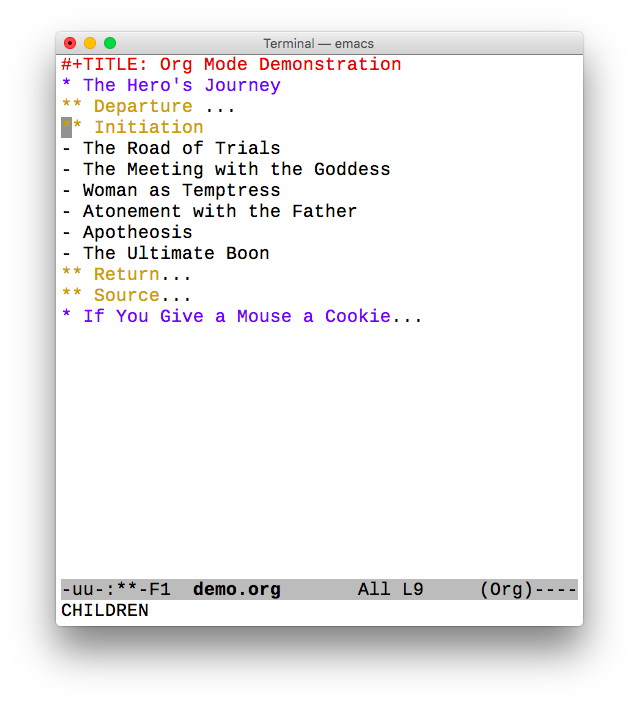 Terminal — emacs
#+TITLE: Org Mode Demonstration
* The Hero's Journey
** Departure ...
** Initiation
- The Road of Trials
- The Meeting with the Goddess
- Woman as Temptress
- Atonement with the Father
- Apotheosis
- The Ultimate Boon
** Return...
** Source...
* If You Give a Mouse a Cookie...
-uu-:**-F1  demo.org       All L9     (Org)----
CHILDREN